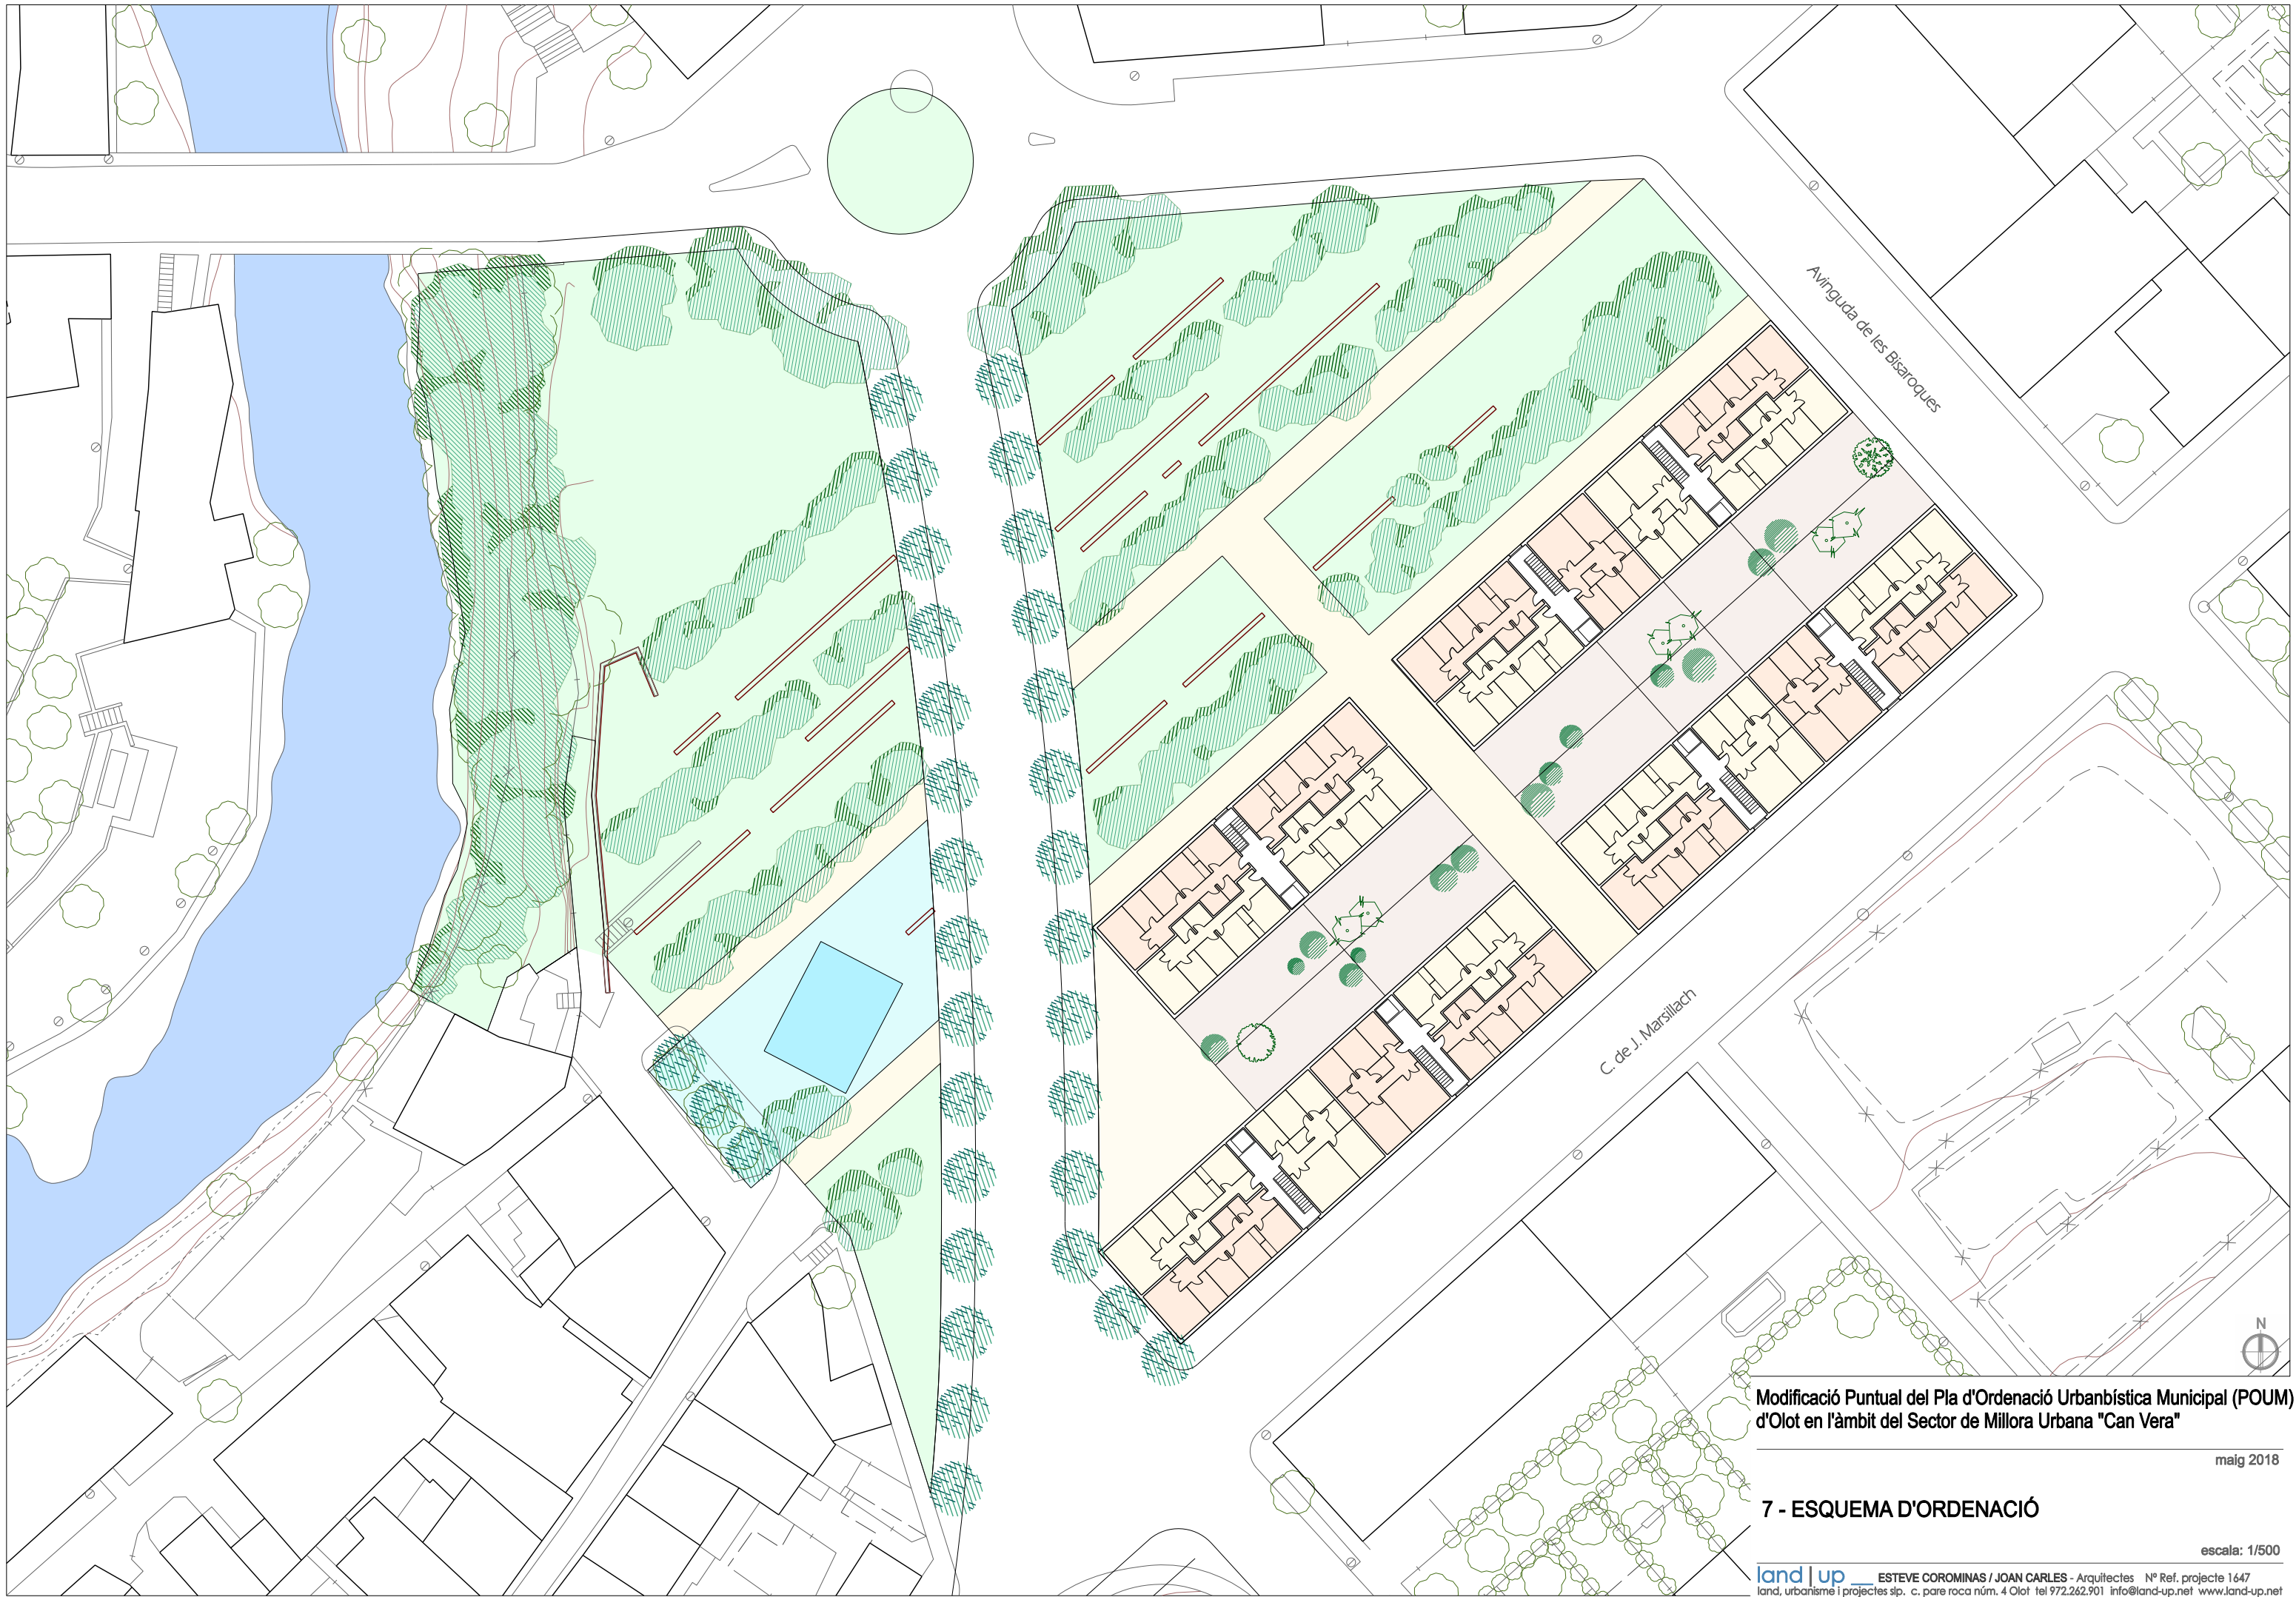 Avinguda de les Bisaroques
C. de J. Marsillach
N
Modificació Puntual del Pla d'Ordenació Urbanbística Municipal (POUM)
d'Olot en l'àmbit del Sector de Millora Urbana "Can Vera"
maig 2018
7 - ESQUEMA D'ORDENACIÓ
escala: 1/500
land | up __ ESTEVE COROMINAS / JOAN CARLES - Arquitectes Nº Ref. projecte 1647
land, urbanisme i projectes slp. c. pare roca núm. 4 Olot tel 972.262.901 info@land-up.net www.land-up.net